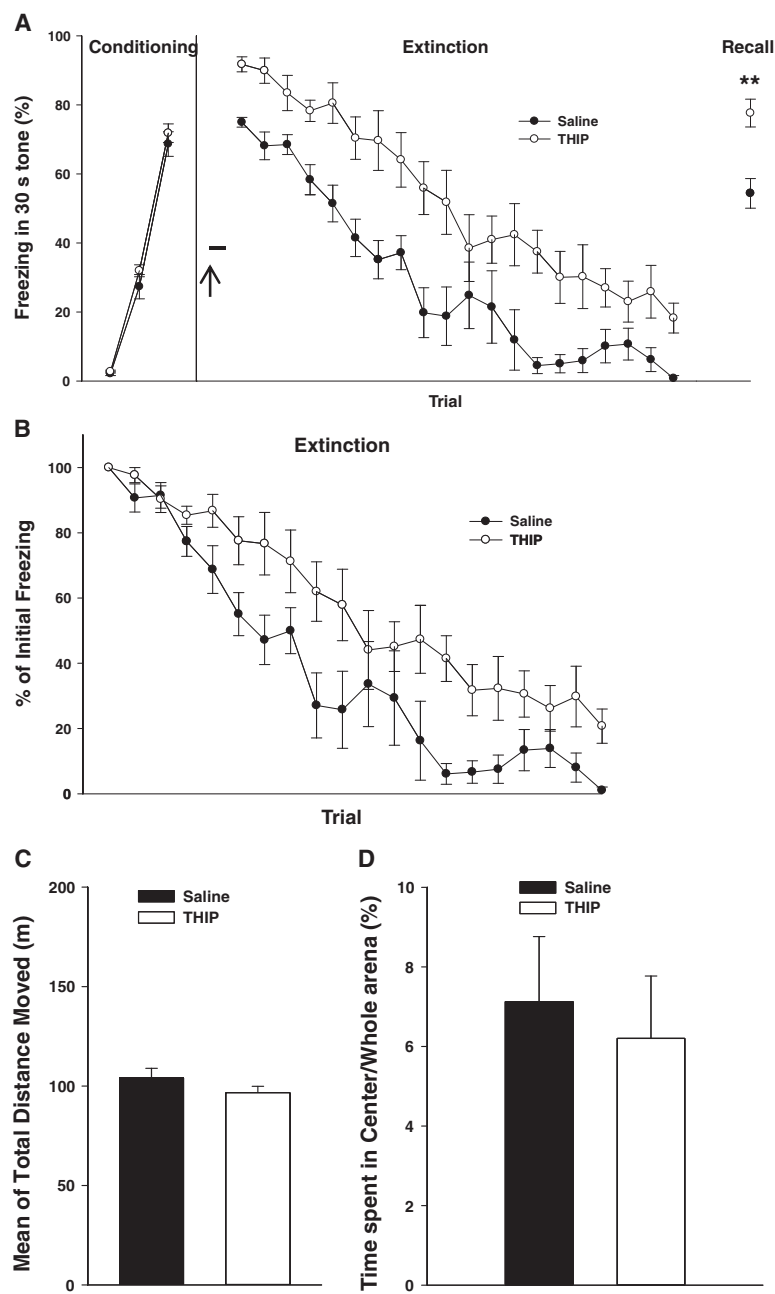 A
Conditioning
Extinction
Recall
**
Freezing in 30 s tone (%)
100
80
60
40
20
0
Saline
THIP
Trial
B
Extinction
% of Initial Freezing
100
80
60
40
20
0
Saline
THIP
Trial
C
Mean of Total Distance Moved (m)
200
150
100
50
0
Saline
THIP
D
Time spent in Center/Whole arena (%)
10
8
6
4
2
0
Saline
THIP